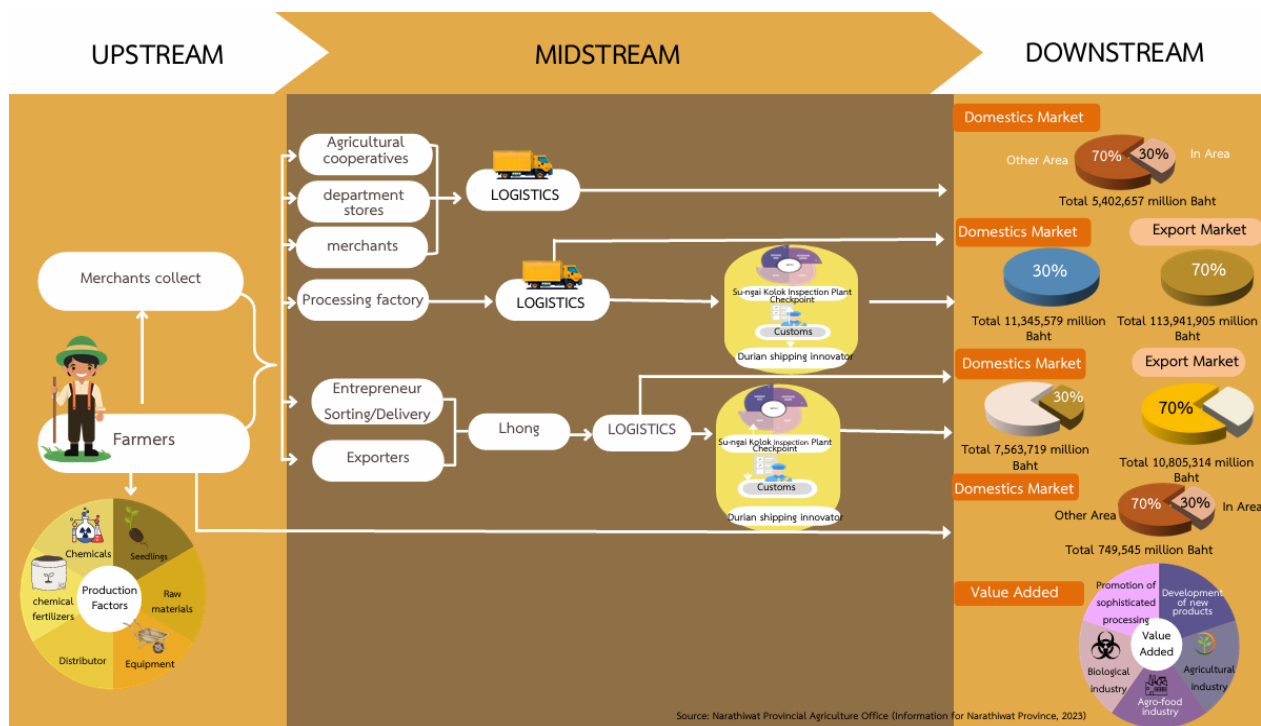 UPSTREAM
MIDSTREAM
DOWNSTREAM
Merchants collect
Farmers
Production
Factors
Chemicals
Seedlings
Raw
materials
Equipment
Distributor
chemical
fertilizers
Agricultural
cooperatives
department
stores
merchants
Processing factory
Entrepreneur
Sorting/Delivery
Exporters
LOGISTICS
LOGISTICS
Lhong
LOGISTICS
Su-ngai Kolok Inspection Plant
Checkpoint
Customs
Durian shipping innovator
Su-ngai Kolok Inspection Plant
Checkpoint
Customs
Durian shipping innovator
Domestics Market
Other Area
70%
30%
In Area
Total 5,402,657 million Baht
Domestics Market
30%
Total 11,345,579 million
Baht
Export Market
70%
Total 113,941,905 million
Baht
Domestics Market
30%
Total 7,563,719 million
Baht
Export Market
70%
Total 10,805,314 million
Baht
Domestics Market
Other Area
70%
30%
In Area
Total 749,545 million Baht
Value Added
Promotion of
sophisticated
processing
Development
of new
products
Value
Added
Biological
industry
Agricultural
industry
Agro-food
industry
Source: Narathiwat Provincial Agriculture Office (Information for Narathiwat Province, 2023)